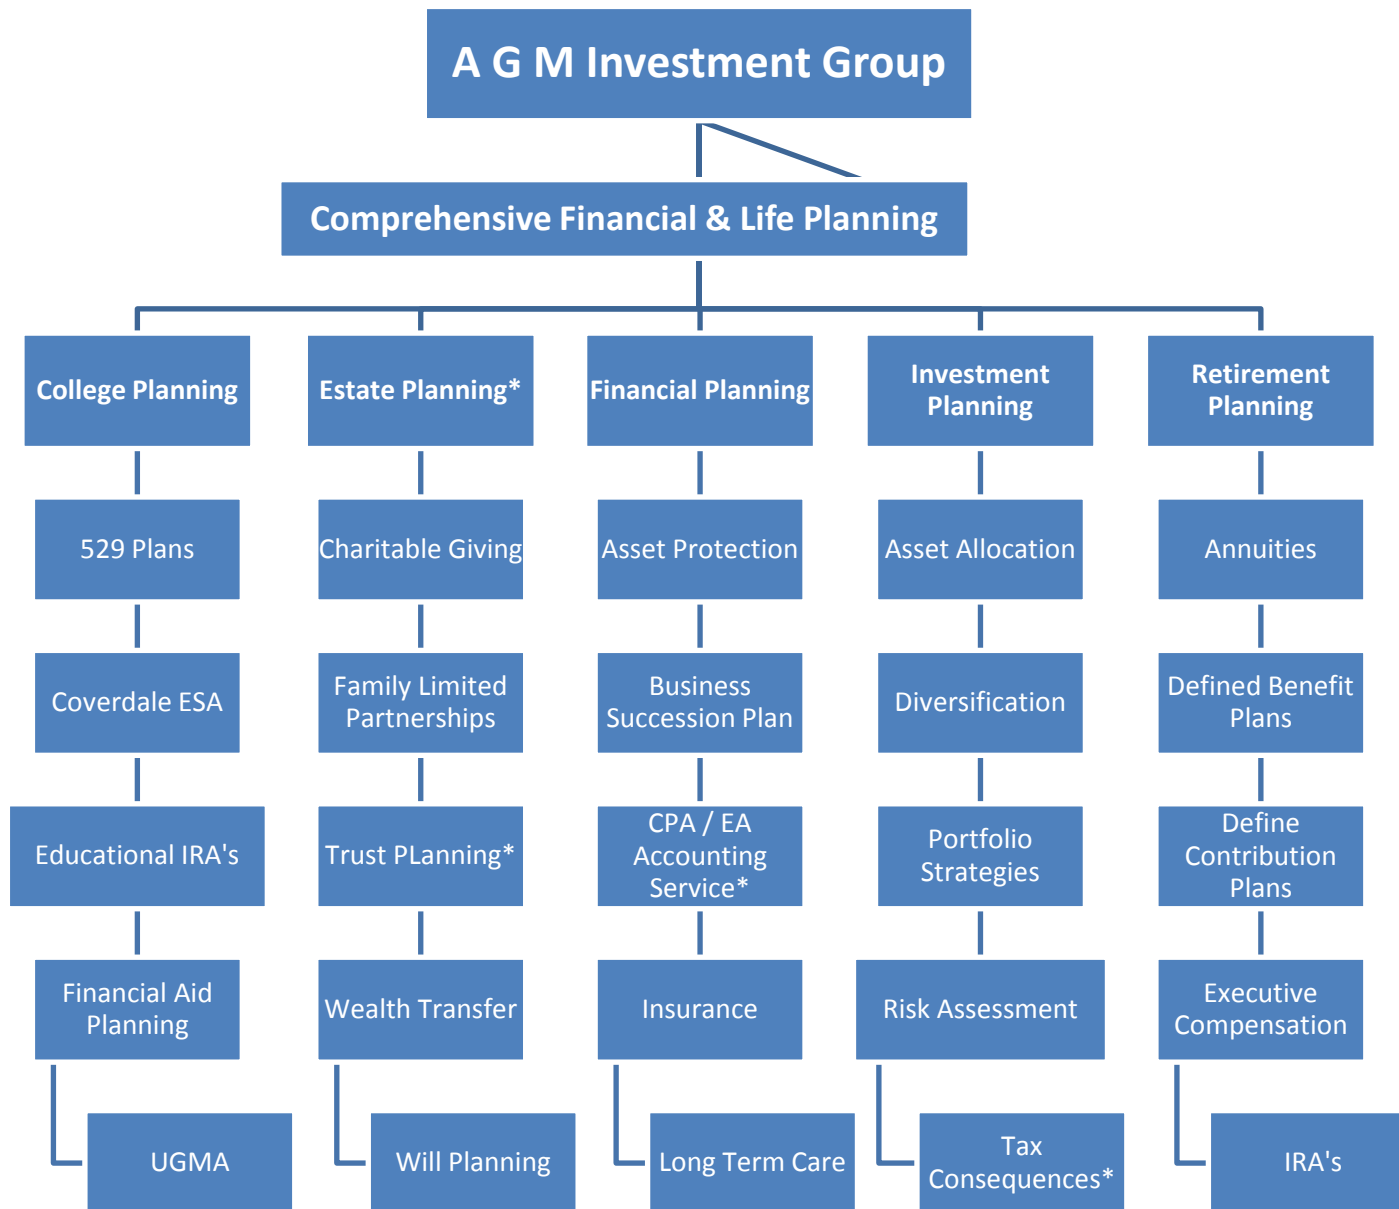 A G M Investment Group
Comprehensive Financial & Life Planning
College Planning
Estate Planning*
Financial Planning
Investment
Planning
Retirement
Planning
529 Plans
Charitable Giving
Asset Protection
Asset Allocation
Annuities
Coverdale ESA
Family Limited
Partnerships
Business
Succession Plan
Diversification
Defined Benefit
Plans
Educational IRA's
Trust PLanning*
CPA / EA
Accounting
Service*
Portfolio
Strategies
Define
Contribution
Plans
Financial Aid
Planning
Wealth Transfer
Insurance
Risk Assessment
Executive
Compensation
UGMA
Will Planning
Long Term Care
Tax
Consequences*
IRA's